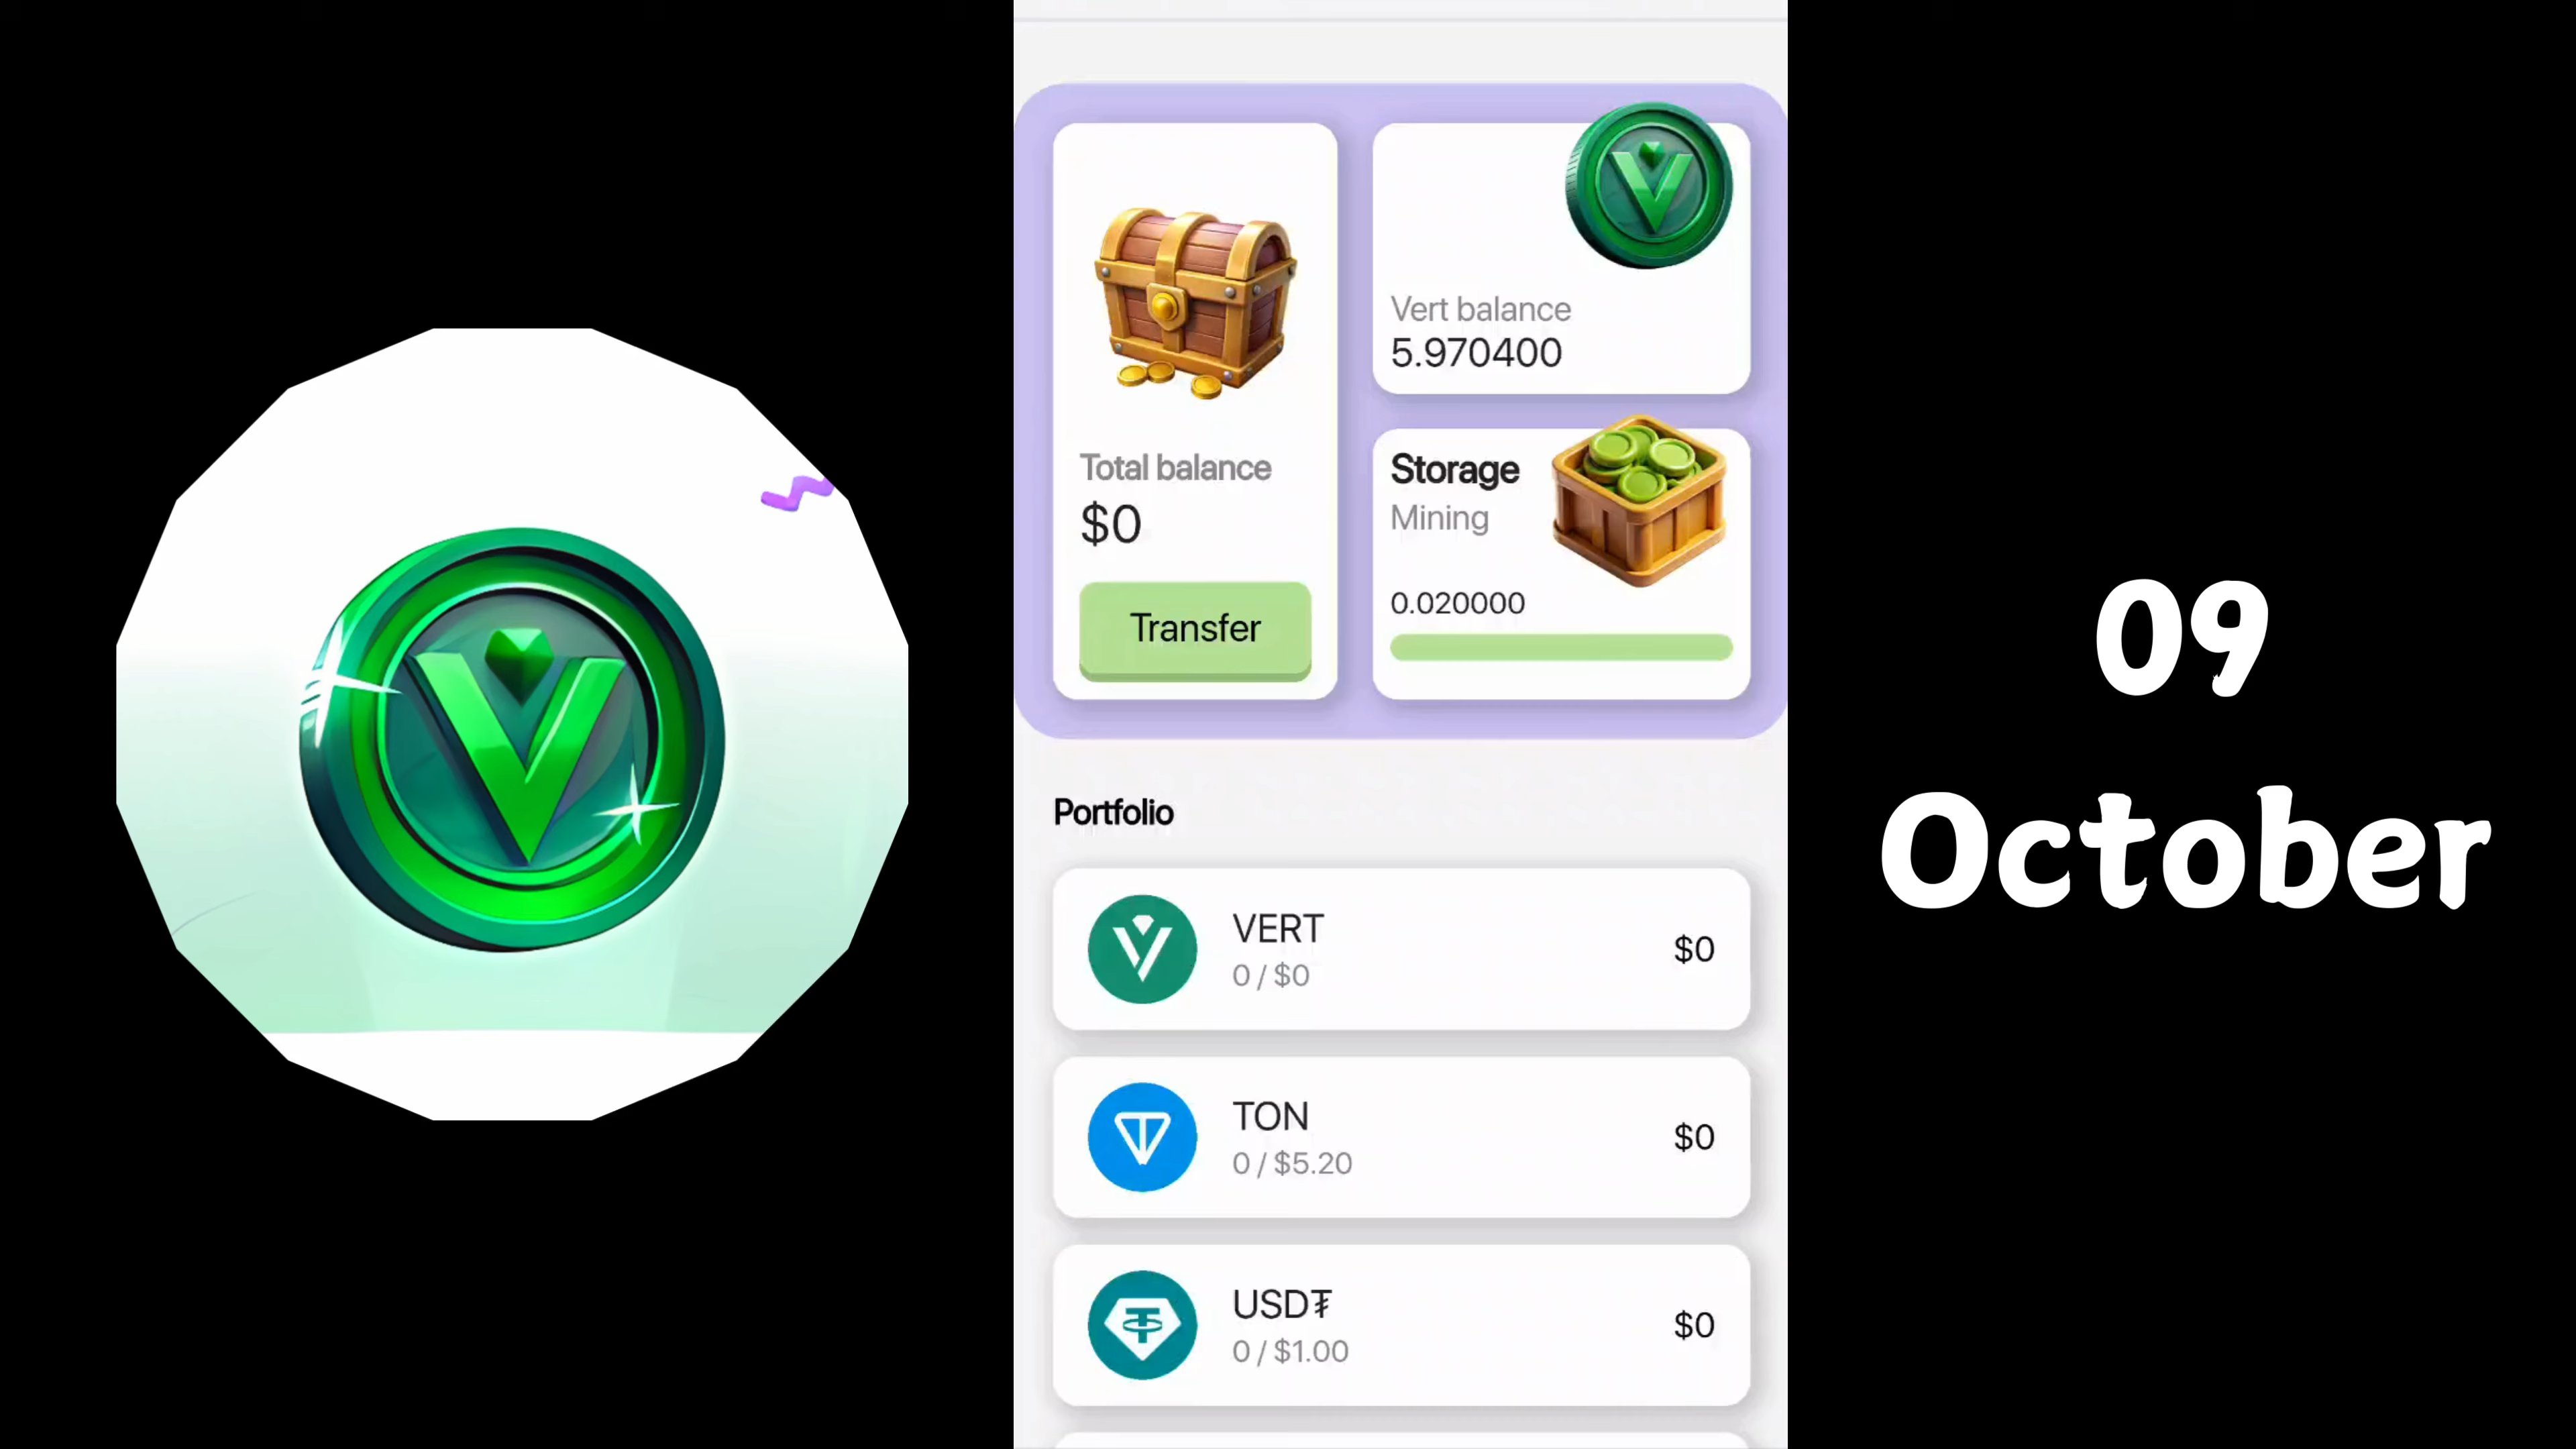 Total balance
$0
Transfer
Vert balance
5.970400
Storage
Mining
0.020000
Portfolio
VERT
0 / $0
$0
TON
0 / $5.20
$0
USD₮
0 / $1.00
$0
09
October